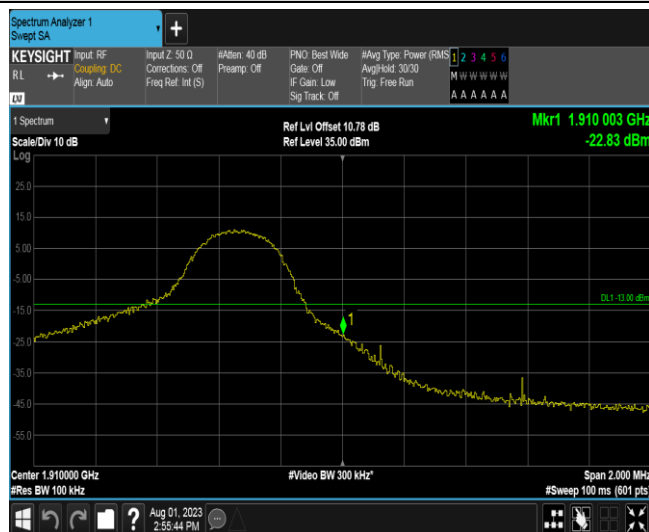 Spectrum Analyzer 1
Swept SA
KEYSIGHT
RL
Input: RF
Coupling: DC
Align: Auto
Input Z: 50 Ω
Corrections: Off
Freq Ref: Int (S)
#Atten: 40 dB
Preamp: Off
PNO: Best Wide
Gate: Off
IF Gain: Low
Sig Track: Off
#Avg Type: Power (RMS
Avg|Hold: 30/30
Trig: Free Run
1 2 3 4 5 6
M W W W W W
A A A A A A
LXI
1 Spectrum
Scale/Div 10 dB
Ref Lvl Offset 10.78 dB
Ref Level 35.00 dBm
Mkr1 1.910 003 GHz
-22.83 dBm
Log
25.0
15.0
5.00
-5.00
DL1 -13.00 dBm
-15.0
1
-25.0
-35.0
-45.0
-55.0
Center 1.910000 GHz
#Res BW 100 kHz
#Video BW 300 kHz*
Span 2.000 MHz
#Sweep 100 ms (601 pts)
?
Aug 01, 2023
2:55:44 PM